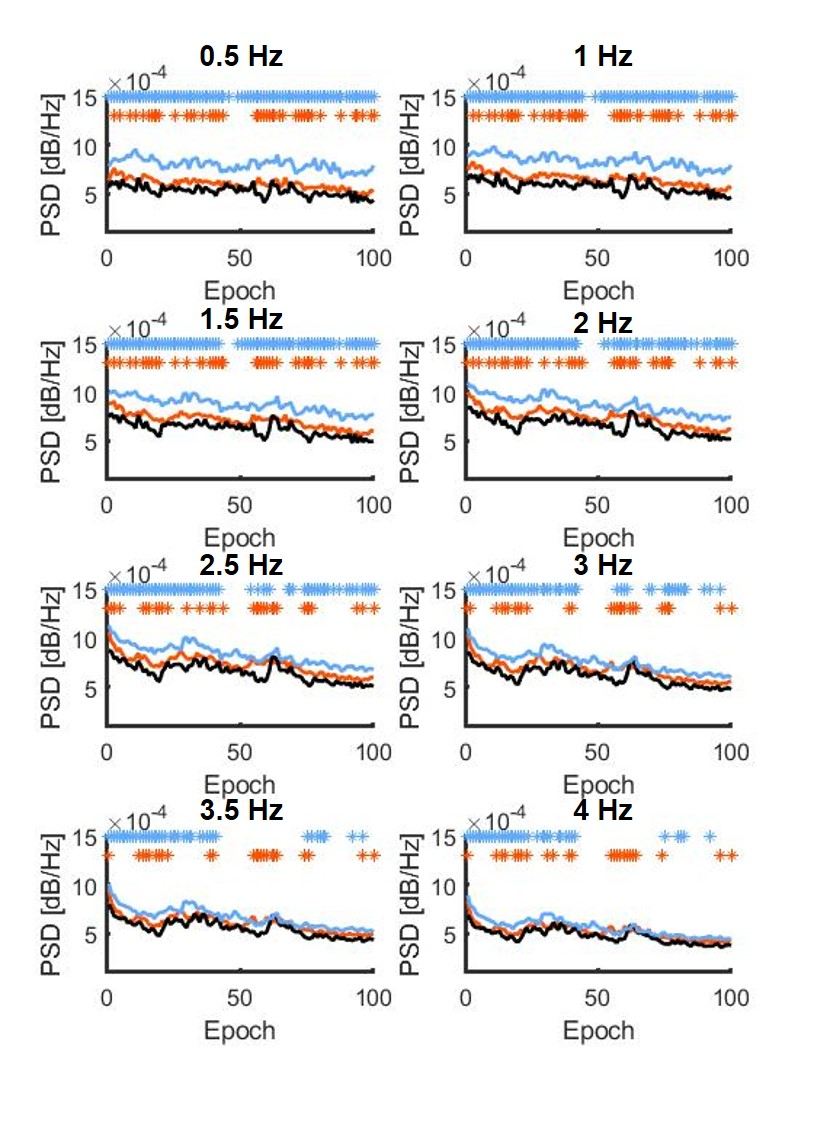 0.5 Hz 1 Hz
×10-4 ×10-4
15 15
10 10
5 5
PSD [dB/Hz] PSD [dB/Hz]
0 50 100 0 50 100
Epoch Epoch
1.5 Hz 2 Hz
×10-4 ×10-4
15 15
10 10
5 5
PSD [dB/Hz] PSD [dB/Hz]
0 50 100 0 50 100
Epoch Epoch
2.5 Hz 3 Hz
×10-4 ×10-4
15 15
10 10
5 5
PSD [dB/Hz] PSD [dB/Hz]
0 50 100 0 50 100
Epoch Epoch
3.5 Hz 4 Hz
×10-4 ×10-4
15 15
10 10
5 5
PSD [dB/Hz] PSD [dB/Hz]
0 50 100 0 50 100
Epoch Epoch